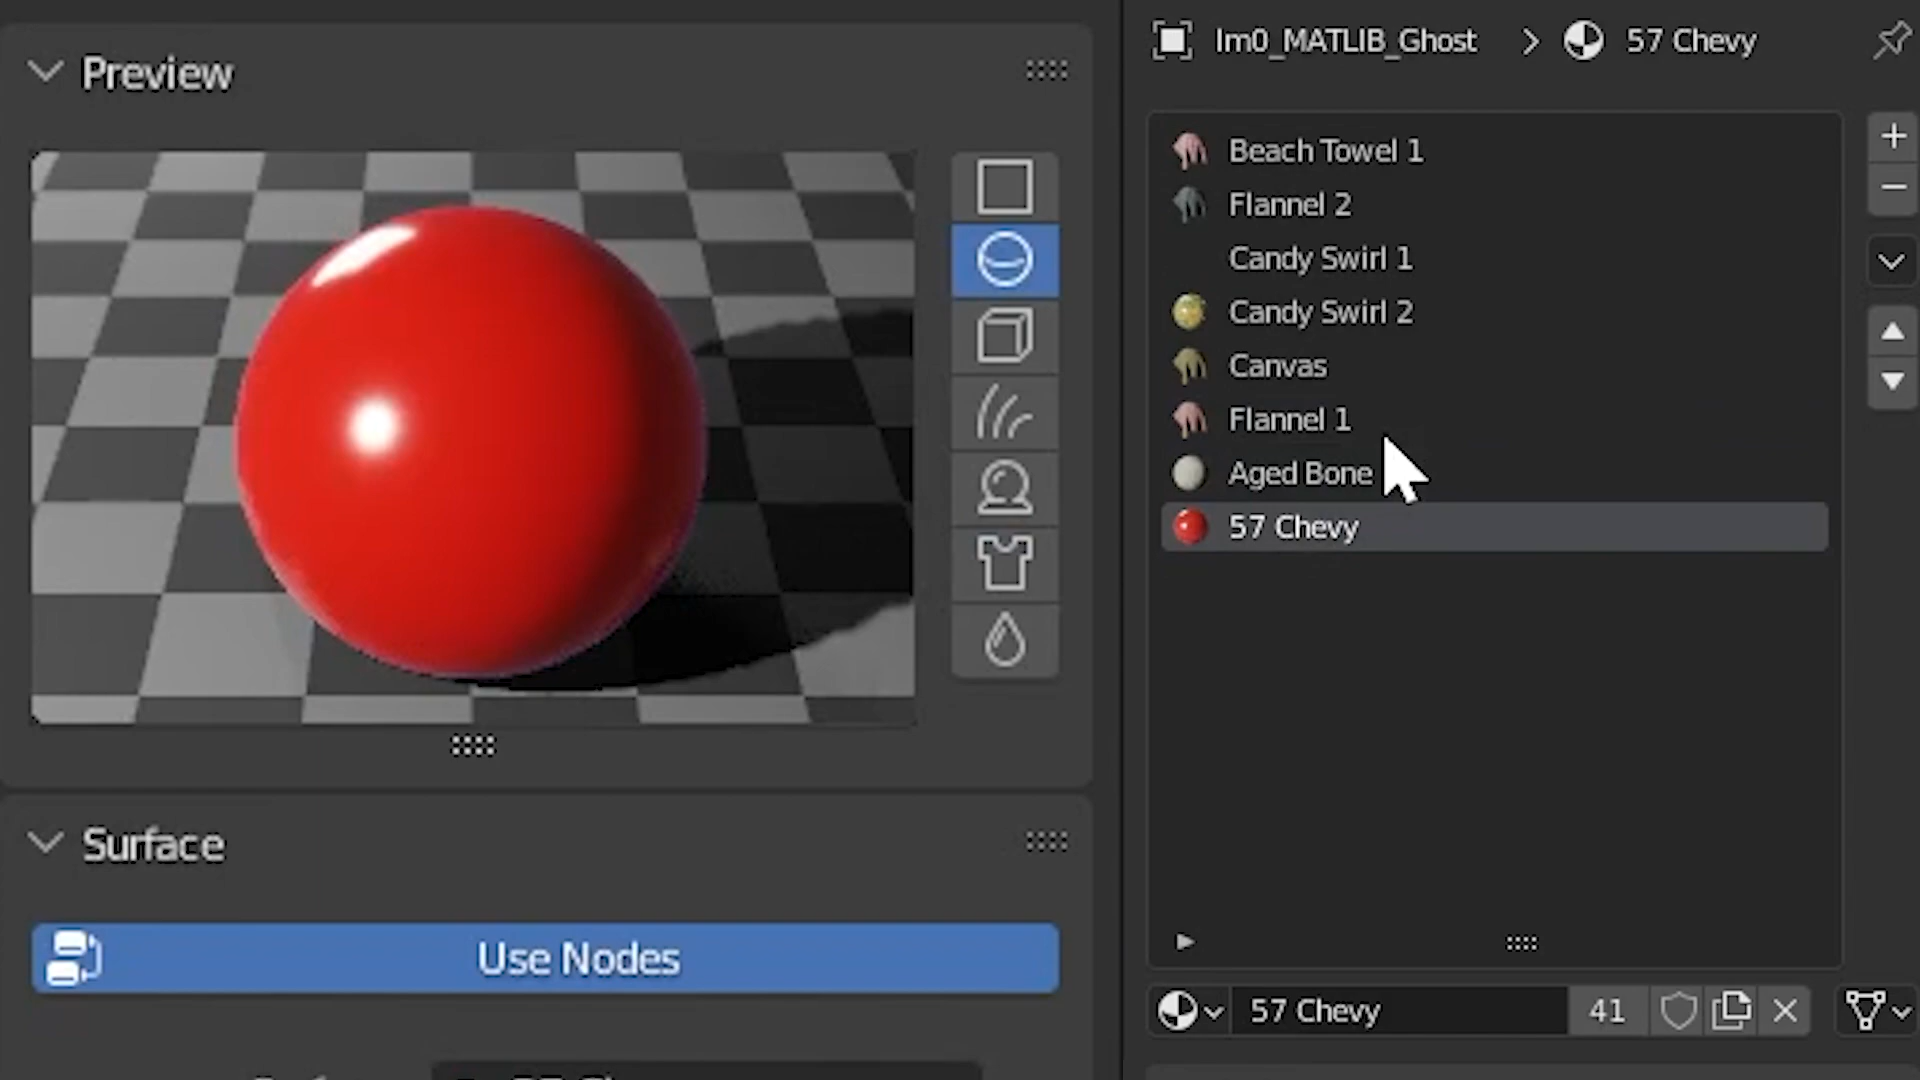 Preview
Surface
Use Nodes
Im0_MATLIB_Ghost > 57 Chevy
Beach Towel 1
Flannel 2
Candy Swirl 1
Candy Swirl 2
Canvas
Flannel 1
Aged Bone
57 Chevy
57 Chevy 41